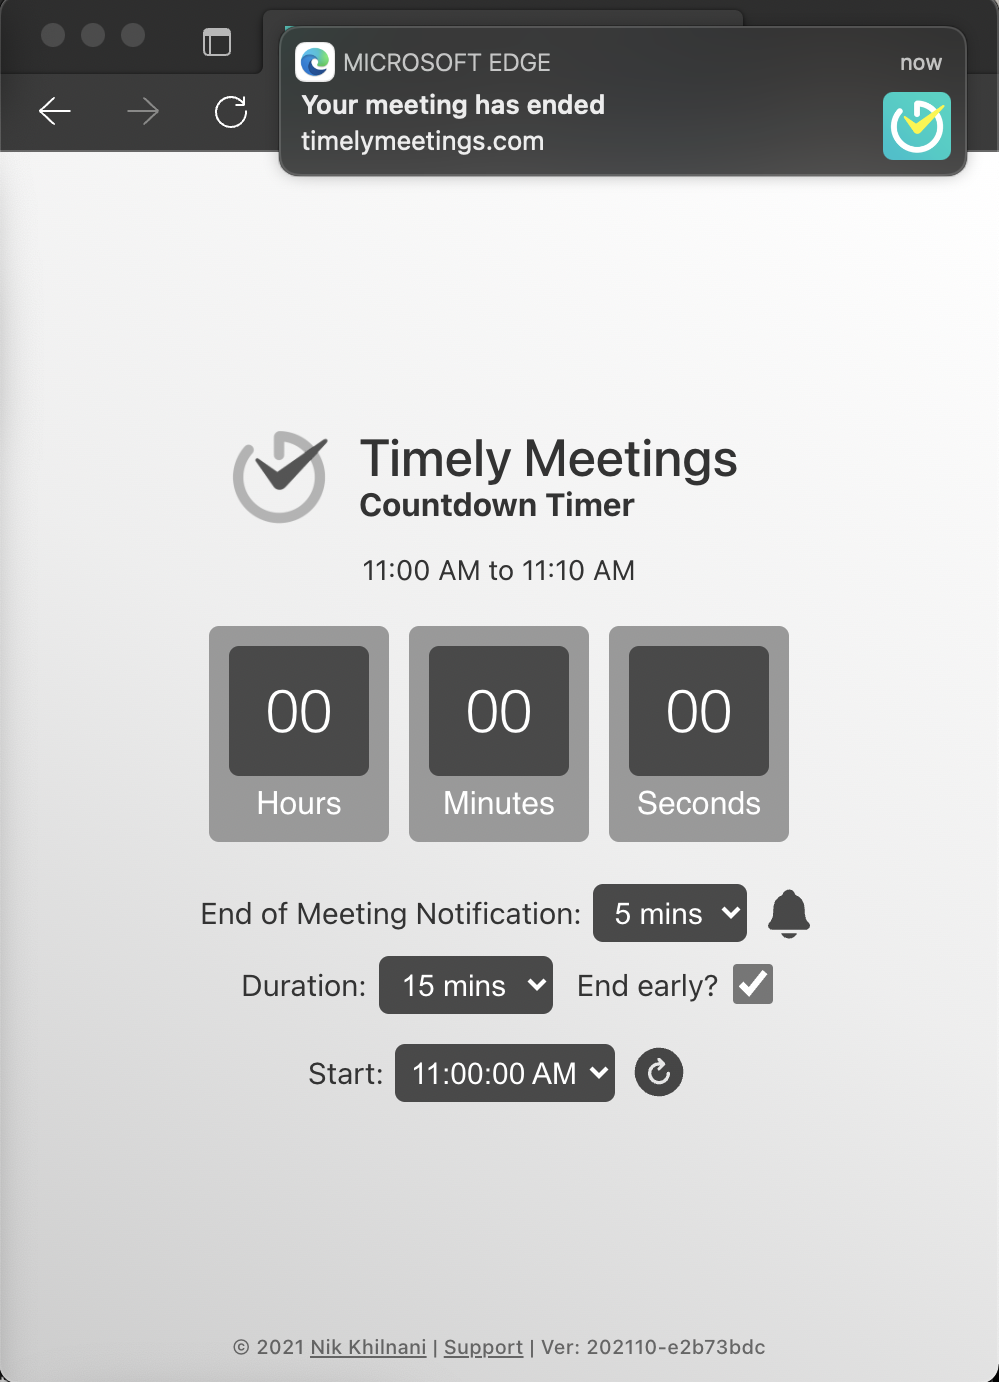 MICROSOFT EDGE now
Your meeting has ended
timelymeetings.com
Timely Meetings
Countdown Timer
11:00 AM to 11:10 AM
00 00 00
Hours Minutes Seconds
End of Meeting Notification: 5 mins
Duration: 15 mins End early?
Start: 11:00:00 AM
© 2021 Nik Khilnani | Support | Ver: 202110-e2b73bdc